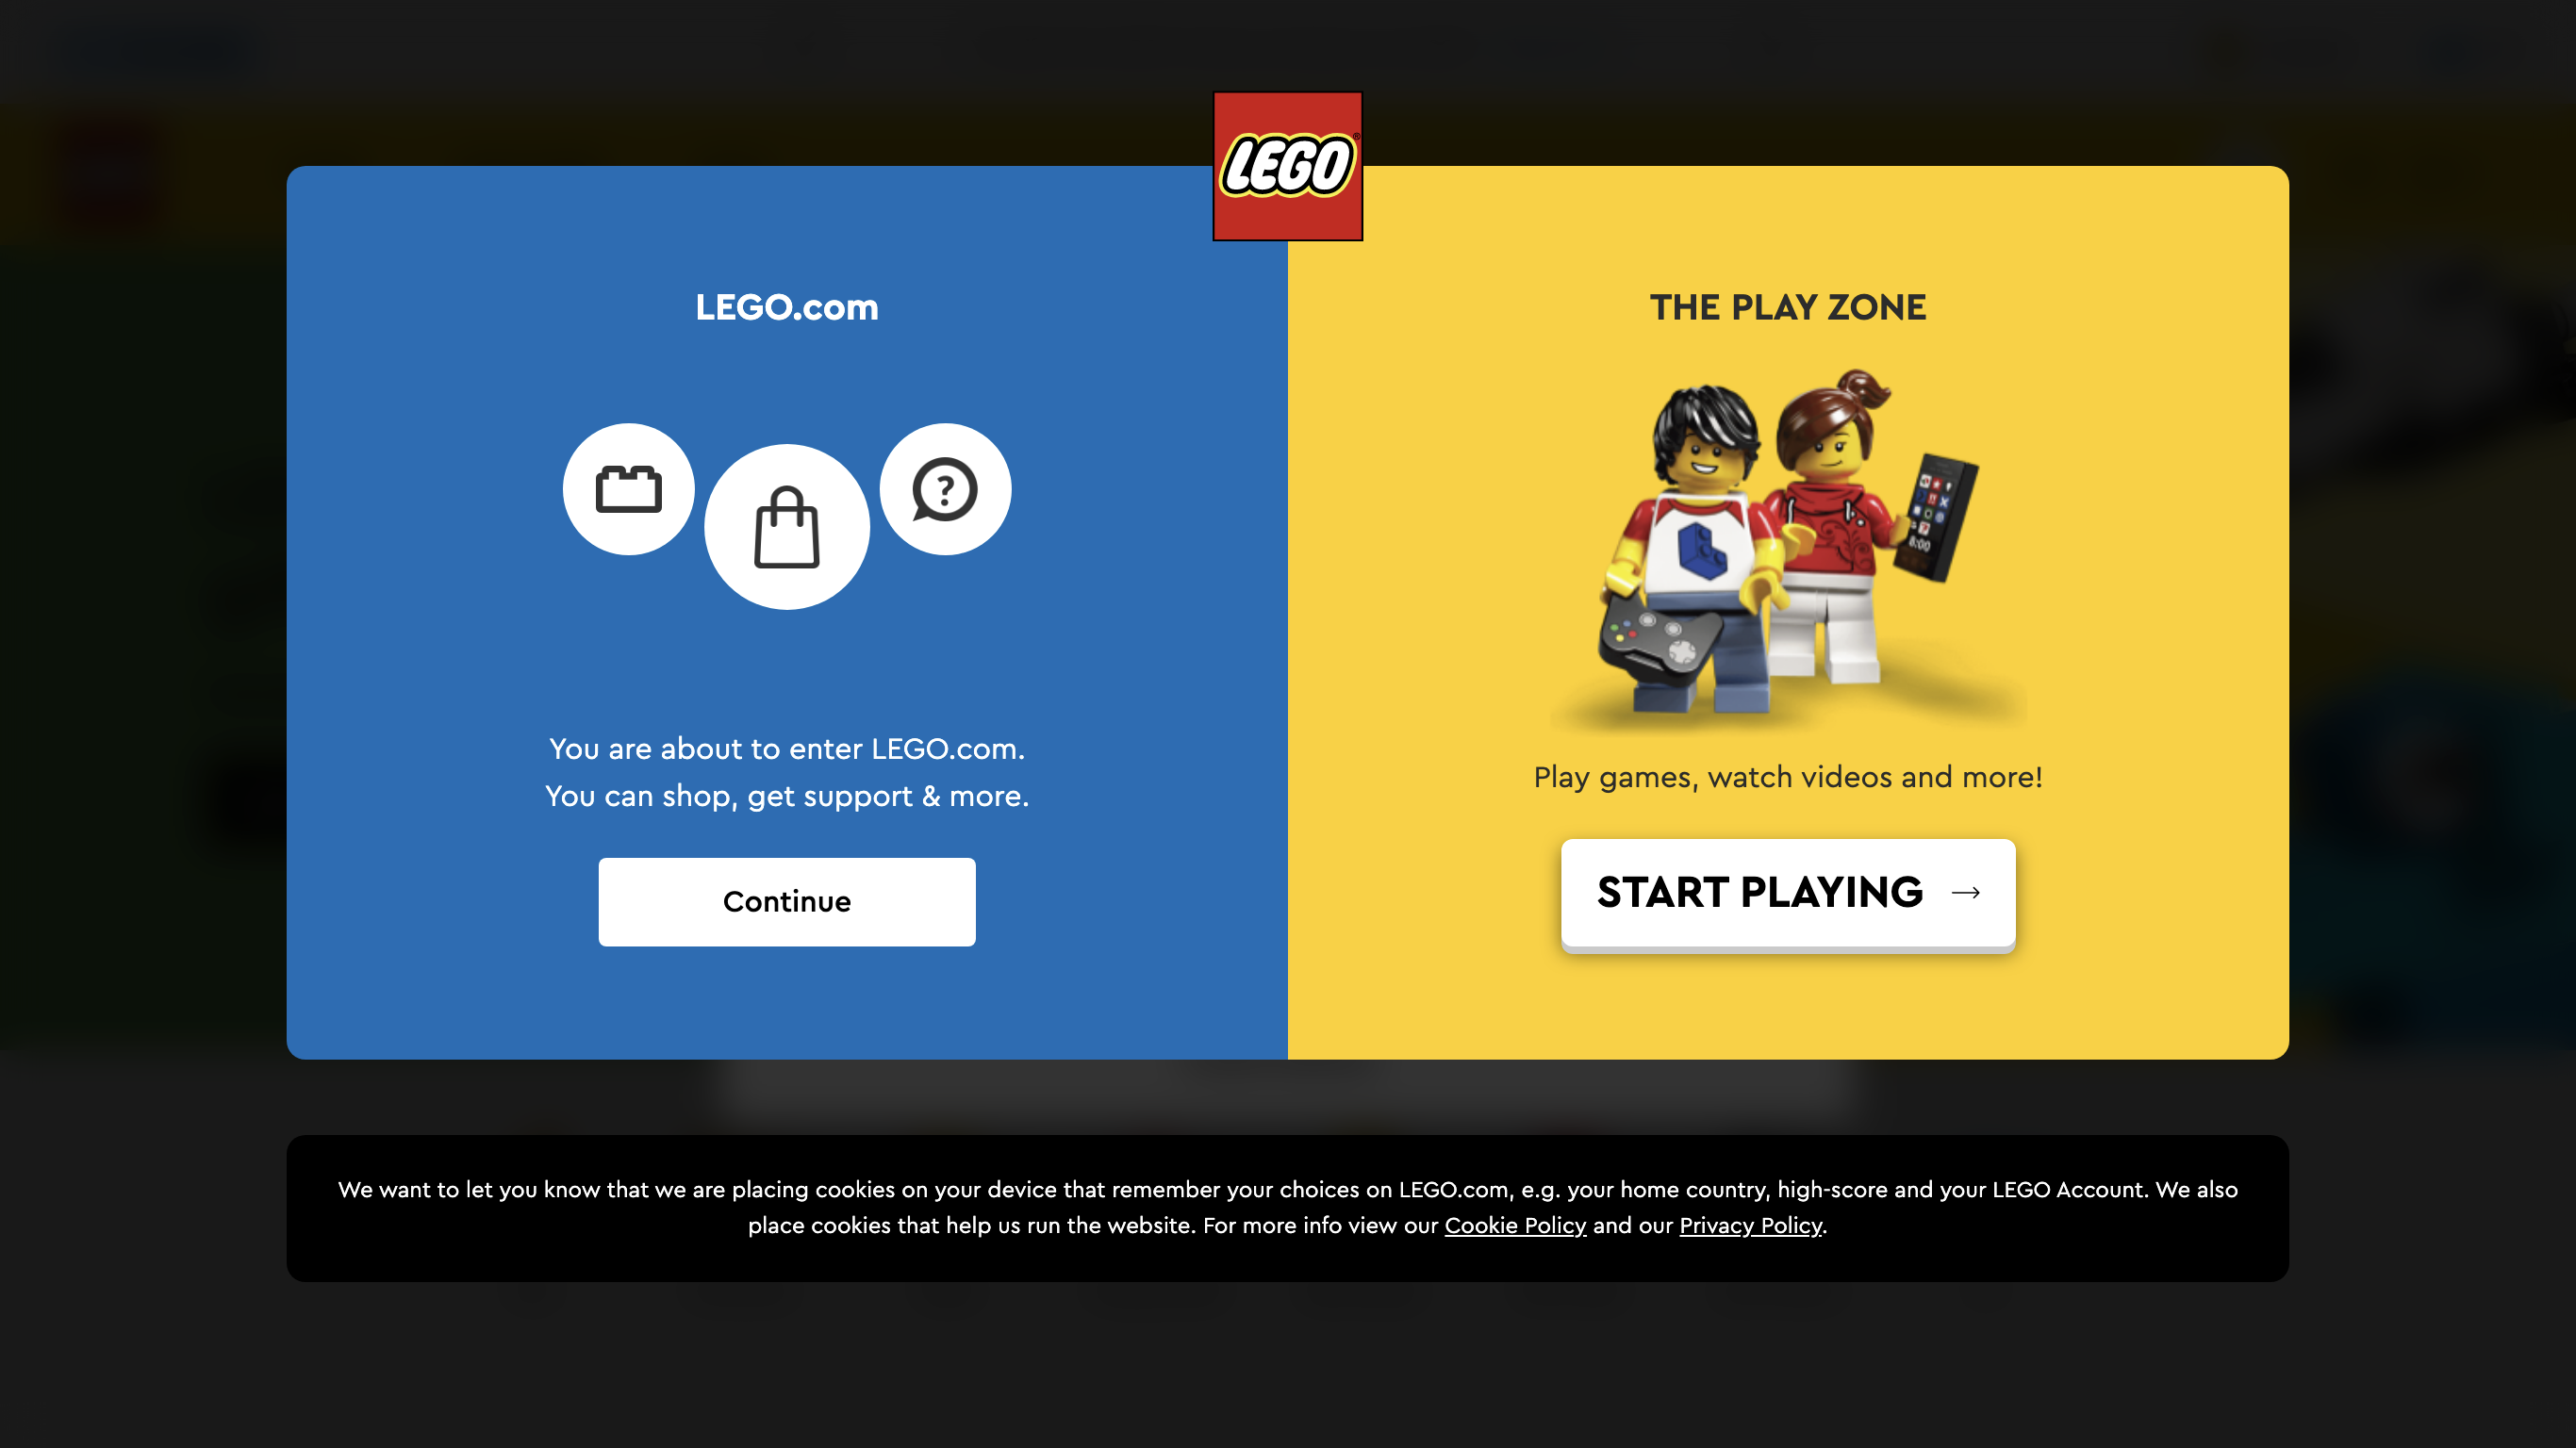 LEGO®
LEGO.com
You are about to enter LEGO.com.
You can shop, get support & more.
Continue
THE PLAY ZONE
8:00
Play games, watch videos and more!
START PLAYING →
We want to let you know that we are placing cookies on your device that remember your choices on LEGO.com, e.g. your home country, high-score and your LEGO Account. We also
place cookies that help us run the website. For more info view our Cookie Policy and our Privacy Policy.